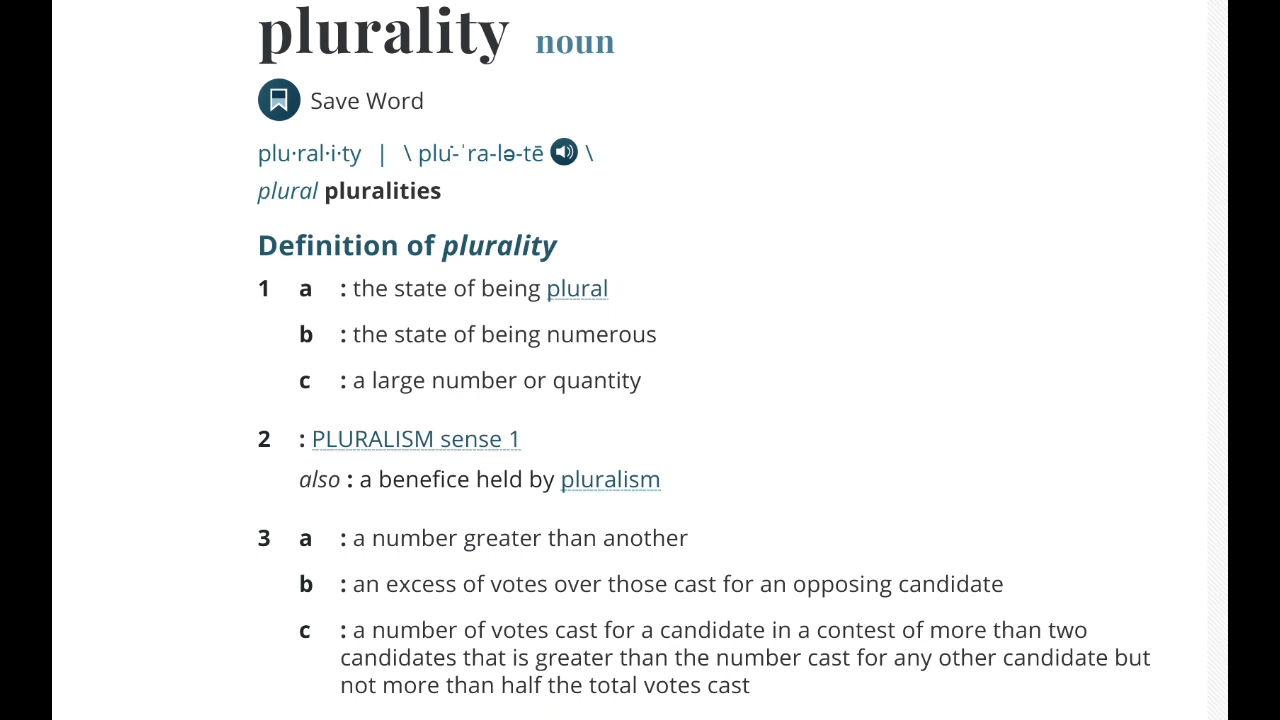 plurality noun
Save Word
plu·ral·i·ty | \ plu̇-ˈra-lə-tē \
plural pluralities
Definition of plurality
1 a : the state of being plural
b : the state of being numerous
c : a large number or quantity
2 : PLURALISM sense 1
also : a benefice held by pluralism
3 a : a number greater than another
b : an excess of votes over those cast for an opposing candidate
c : a number of votes cast for a candidate in a contest of more than two
candidates that is greater than the number cast for any other candidate but
not more than half the total votes cast